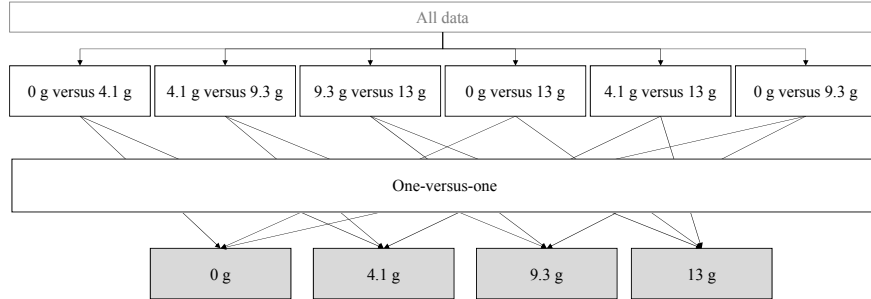 All data
0 g versus 4.1 g
4.1 g versus 9.3 g
9.3 g versus 13 g
0 g versus 13 g
4.1 g versus 13 g
0 g versus 9.3 g
One-versus-one
0 g
4.1 g
9.3 g
13 g